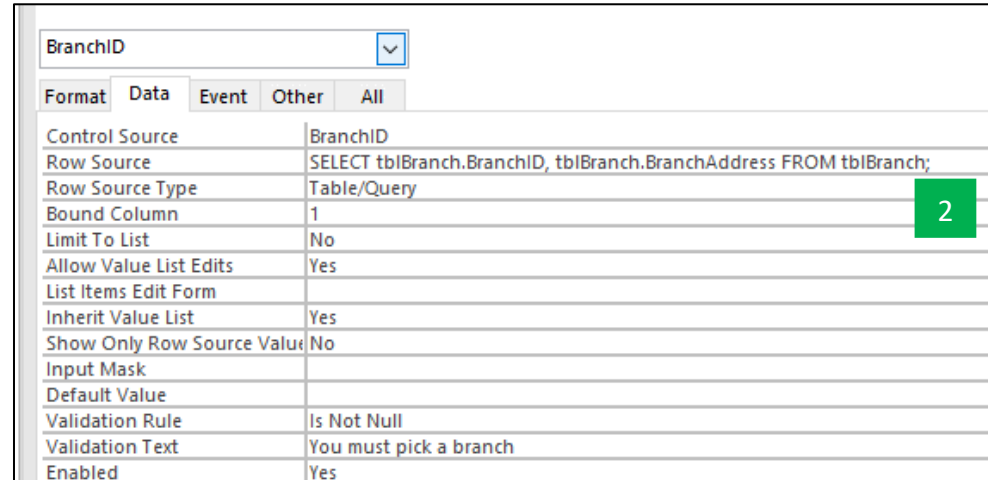 BranchID
Format Data Event Other All
Control Source BranchID
Row Source SELECT tblBranch.BranchID, tblBranch.BranchAddress FROM tblBranch;
Row Source Type Table/Query
Bound Column 1
2
Limit To List No
Allow Value List Edits Yes
List Items Edit Form
Inherit Value List Yes
Show Only Row Source Value No
Input Mask
Default Value
Validation Rule Is Not Null
Validation Text You must pick a branch
Enabled Yes